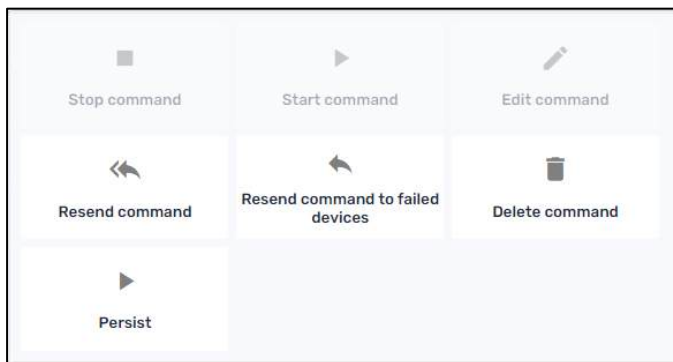 Stop command
Start command
Edit command
Resend command
Resend command to failed
devices
Delete command
Persist